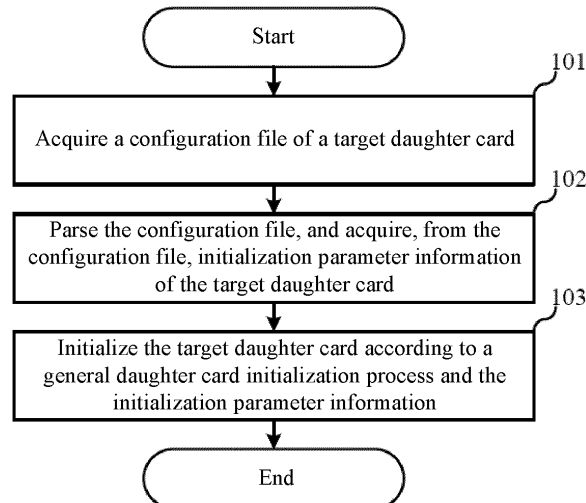 Start
101
Acquire a configuration file of a target daughter card
102
Parse the configuration file, and acquire, from the
configuration file, initialization parameter information
of the target daughter card
103
Initialize the target daughter card according to a
general daughter card initialization process and the
initialization parameter information
End